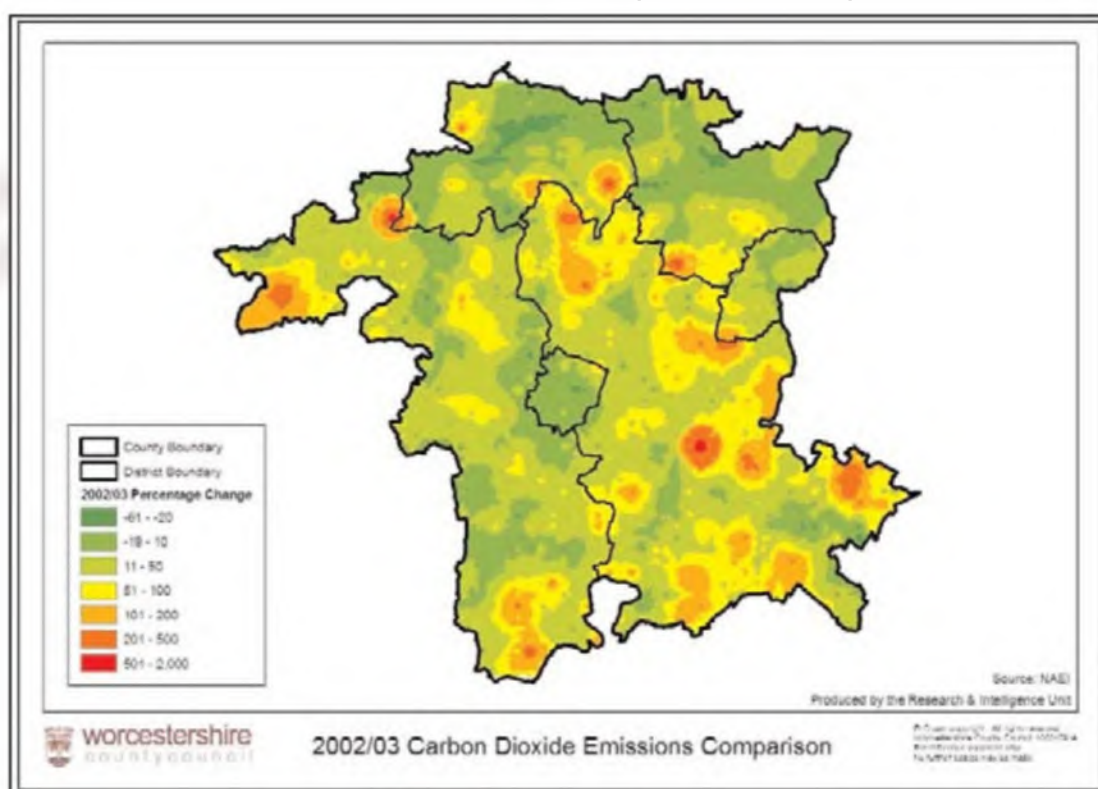 County Boundary
District Boundary
2002/03 Percentage Change
-61 - -20
-19 - 10
11 - 50
51 - 100
101 - 200
201 - 500
501 - 2,000
Source: NAEI
Produced by the Research & Intelligence Unit
worcestershire
countycouncil
2002/03 Carbon Dioxide Emissions Comparison